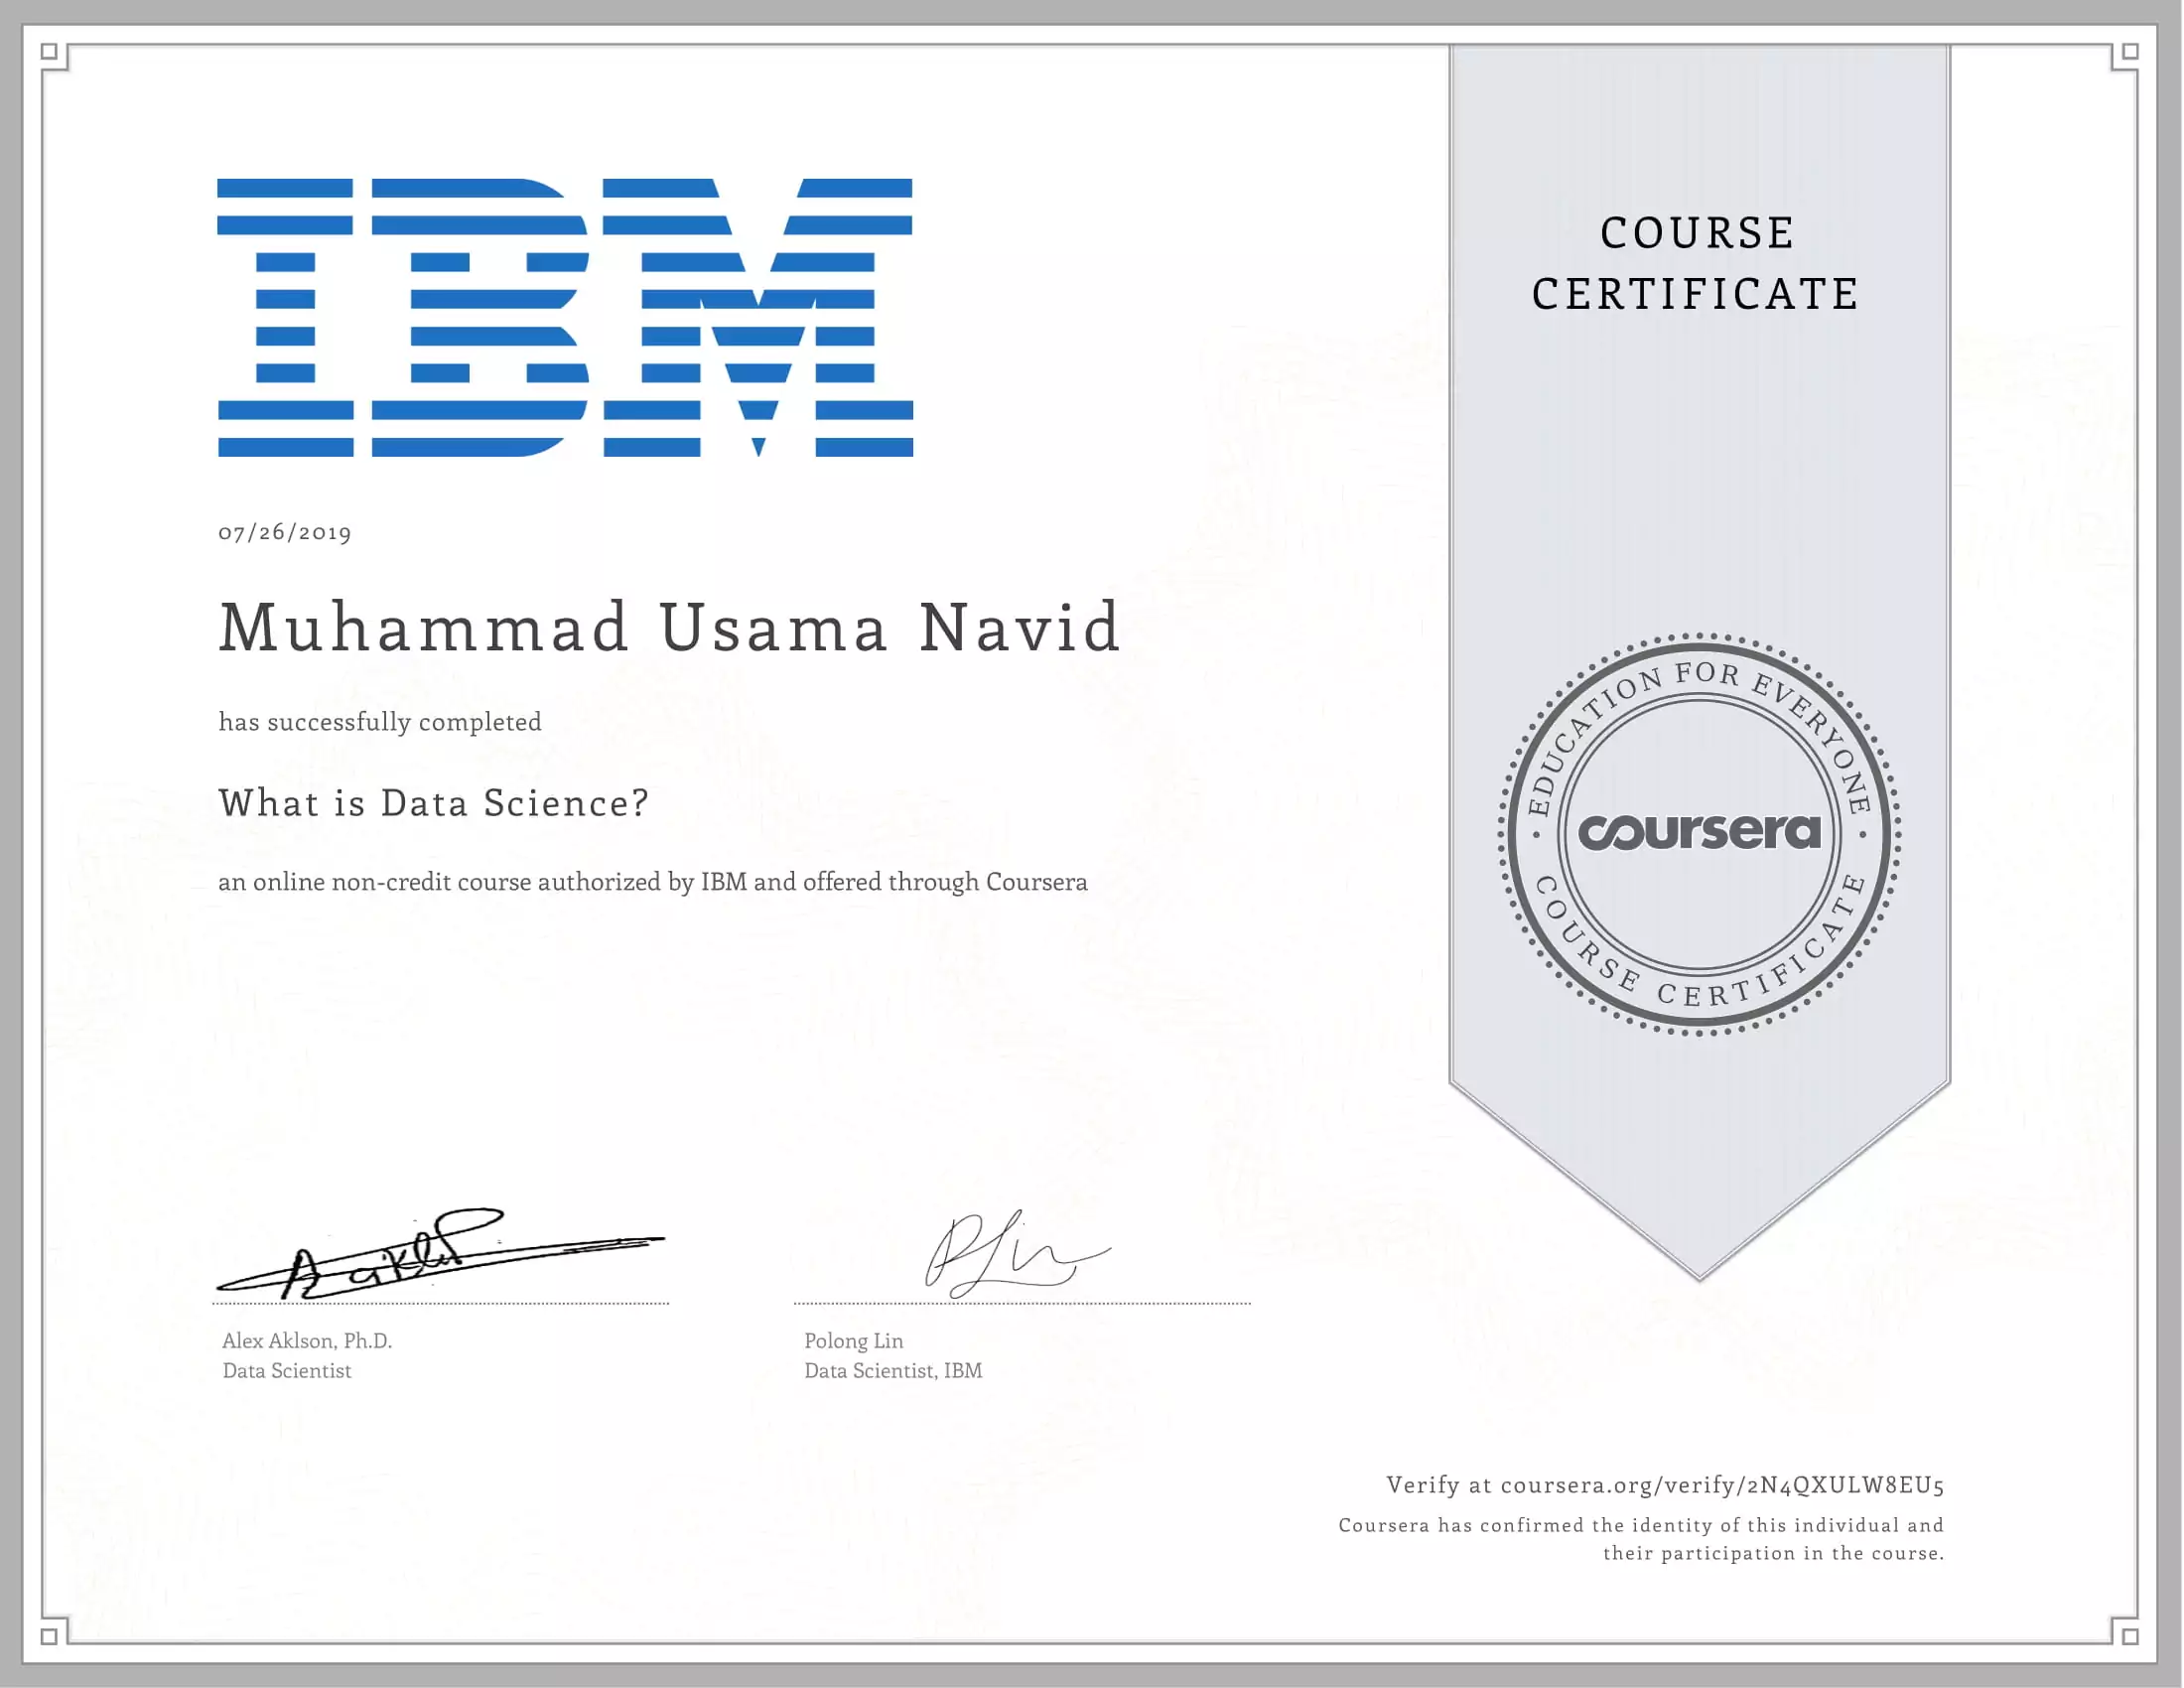 IBM
07/26/2019
Muhammad Usama Navid
has successfully completed
What is Data Science?
an online non-credit course authorized by IBM and offered through Coursera
Alex Aklson, Ph.D.
Data Scientist
Polong Lin
Data Scientist, IBM
COURSE
CERTIFICATE
EDUCATION FOR EVERYONE
coursera
COURSE CERTIFICATE
Verify at coursera.org/verify/2N4QXULW8EU5
Coursera has confirmed the identity of this individual and
their participation in the course.